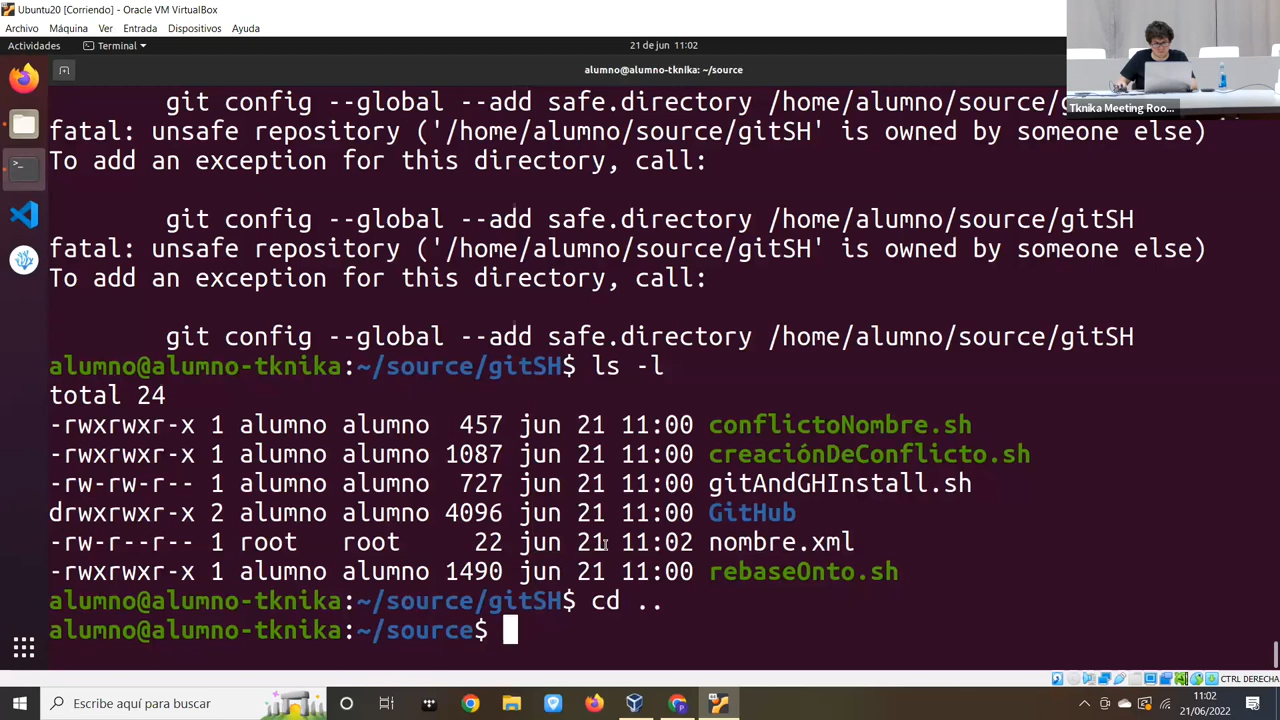 Ubuntu20 [Corriendo] - Oracle VM VirtualBox
Archivo Máquina Ver Entrada Dispositivos Ayuda
Actividades Terminal 21 de jun 11:02
alumno@alumno-tknika: ~/source
Tknika Meeting Roo...
git config --global --add safe.directory /home/alumno/source/g
fatal: unsafe repository ('/home/alumno/source/gitSH' is owned by someone else)
To add an exception for this directory, call:
git config --global --add safe.directory /home/alumno/source/gitSH
fatal: unsafe repository ('/home/alumno/source/gitSH' is owned by someone else)
To add an exception for this directory, call:
git config --global --add safe.directory /home/alumno/source/gitSH
alumno@alumno-tknika:~/source/gitSH$ ls -l
total 24
-rwxrwxr-x 1 alumno alumno 457 jun 21 11:00 conflictoNombre.sh
-rwxrwxr-x 1 alumno alumno 1087 jun 21 11:00 creaciónDeConflicto.sh
-rw-rw-r-- 1 alumno alumno 727 jun 21 11:00 gitAndGHInstall.sh
drwxrwxr-x 2 alumno alumno 4096 jun 21 11:00 GitHub
-rw-r--r-- 1 root root 22 jun 21 11:02 nombre.xml
-rwxrwxr-x 1 alumno alumno 1490 jun 21 11:00 rebaseOnto.sh
alumno@alumno-tknika:~/source/gitSH$ cd ..
alumno@alumno-tknika:~/source$
CTRL DERECHA
Escribe aquí para buscar
11:02
21/06/2022